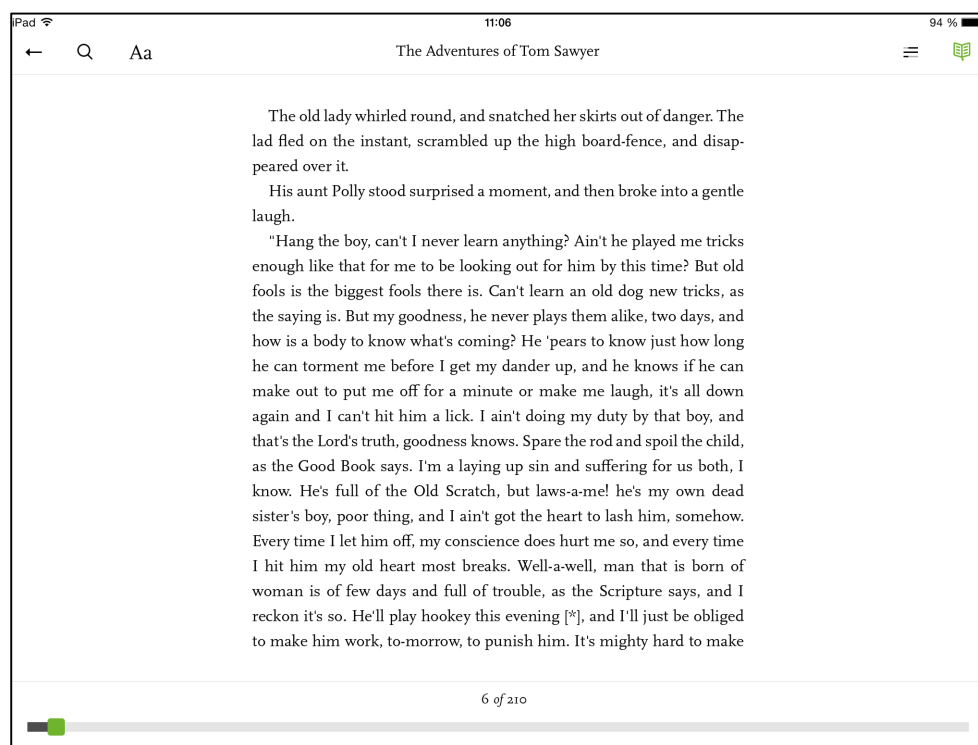 iPad 11:06 94 %
Aa The Adventures of Tom Sawyer
The old lady whirled round, and snatched her skirts out of danger. The
lad fled on the instant, scrambled up the high board-fence, and disap-
peared over it.
His aunt Polly stood surprised a moment, and then broke into a gentle
laugh.
"Hang the boy, can't I never learn anything? Ain't he played me tricks
enough like that for me to be looking out for him by this time? But old
fools is the biggest fools there is. Can't learn an old dog new tricks, as
the saying is. But my goodness, he never plays them alike, two days, and
how is a body to know what's coming? He 'pears to know just how long
he can torment me before I get my dander up, and he knows if he can
make out to put me off for a minute or make me laugh, it's all down
again and I can't hit him a lick. I ain't doing my duty by that boy, and
that's the Lord's truth, goodness knows. Spare the rod and spoil the child,
as the Good Book says. I'm a laying up sin and suffering for us both, I
know. He's full of the Old Scratch, but laws-a-me! he's my own dead
sister's boy, poor thing, and I ain't got the heart to lash him, somehow.
Every time I let him off, my conscience does hurt me so, and every time
I hit him my old heart most breaks. Well-a-well, man that is born of
woman is of few days and full of trouble, as the Scripture says, and I
reckon it's so. He'll play hookey this evening [*], and I'll just be obliged
to make him work, to-morrow, to punish him. It's mighty hard to make
6 of 210